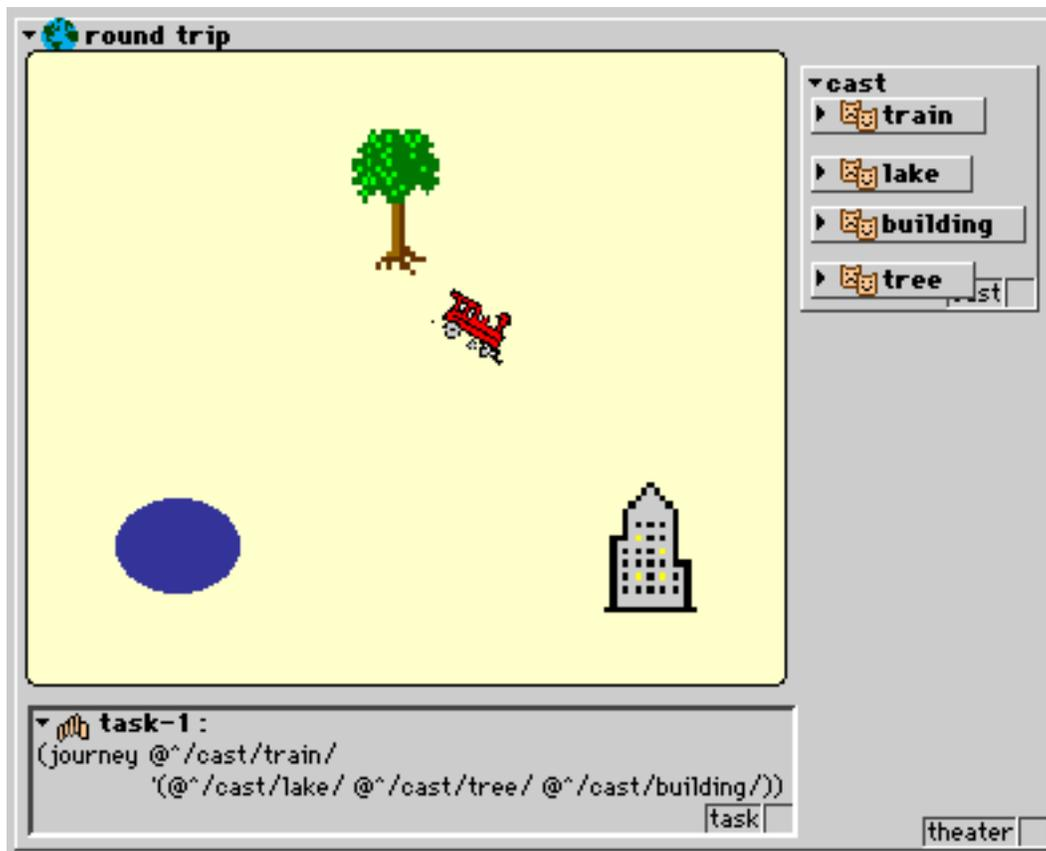 round trip
cast
train
lake
building
tree
task-1 :
(journey @^/cast/train/
'(@^/cast/lake/ @^/cast/tree/ @^/cast/building/))
task
theater